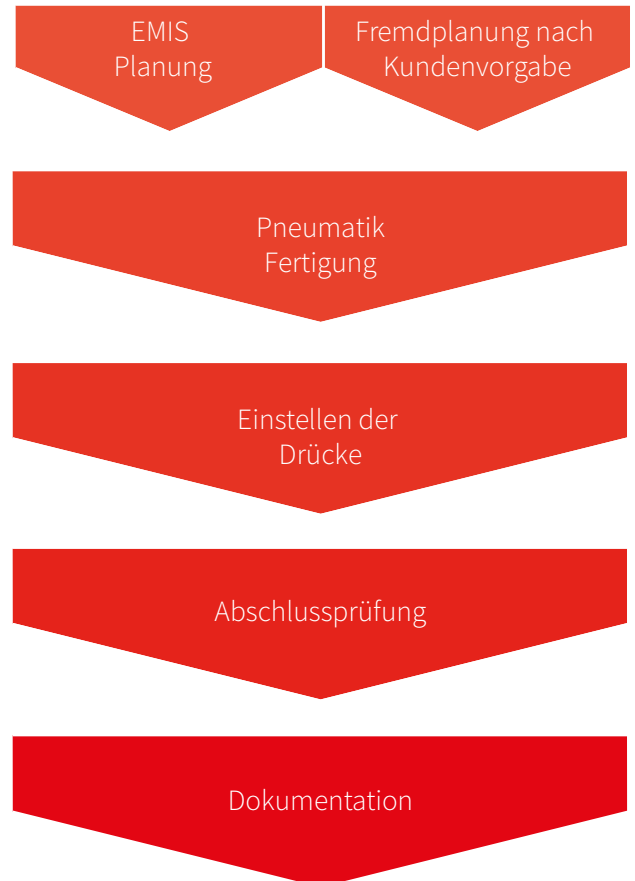 EMIS
Planung
Fremdplanung nach
Kundenvorgabe
Pneumatik
Fertigung
Einstellen der
Drücke
Abschlussprüfung
Dokumentation